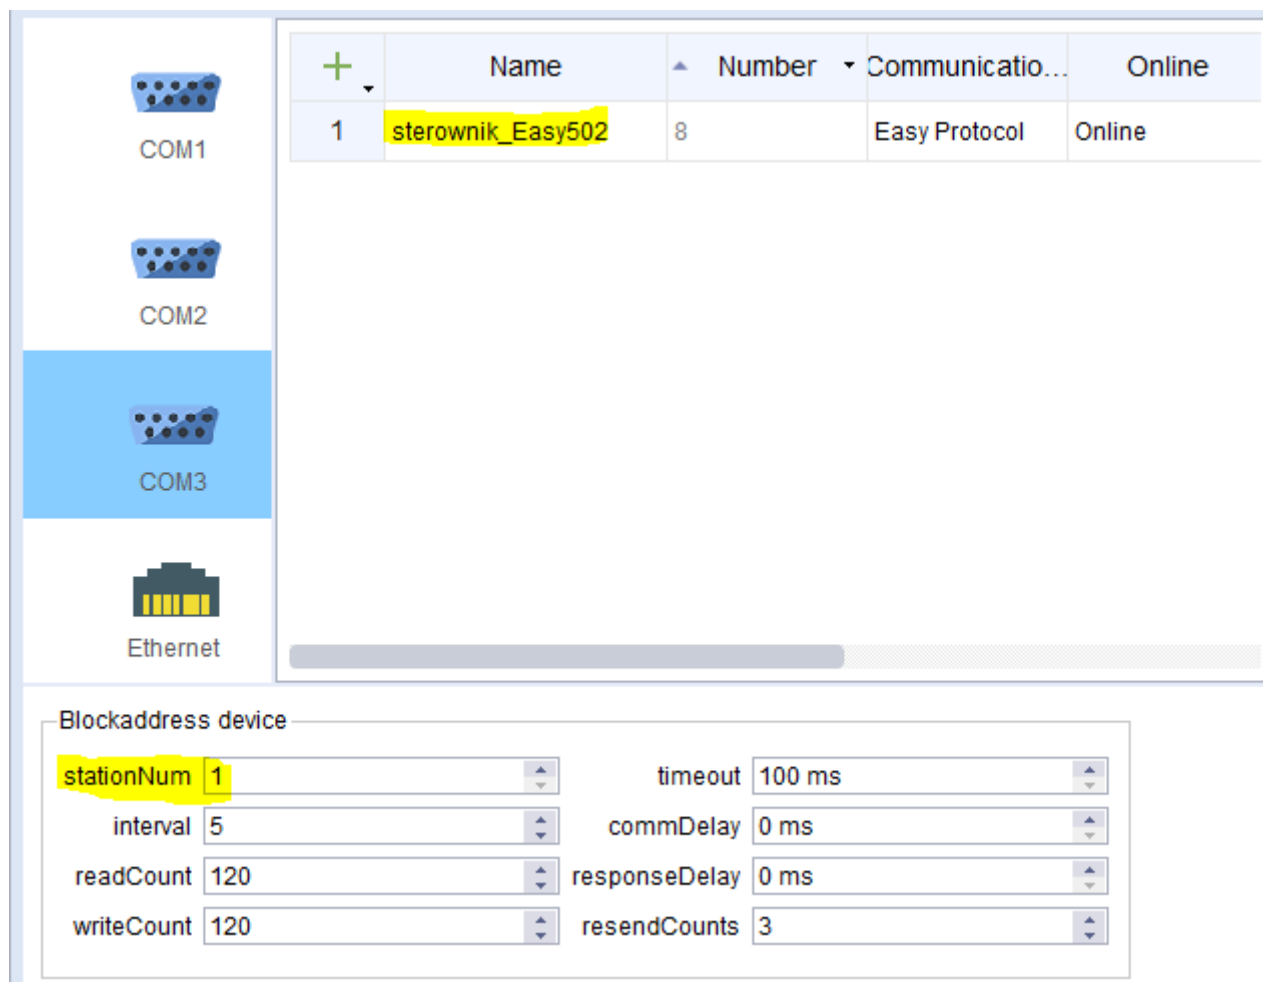 COM1
COM2
COM3
Ethernet
Name Number Communicatio... Online
1 sterownik_Easy502 8 Easy Protocol Online
Blockaddress device
stationNum 1 timeout 100 ms
interval 5 commDelay 0 ms
readCount 120 responseDelay 0 ms
writeCount 120 resendCounts 3